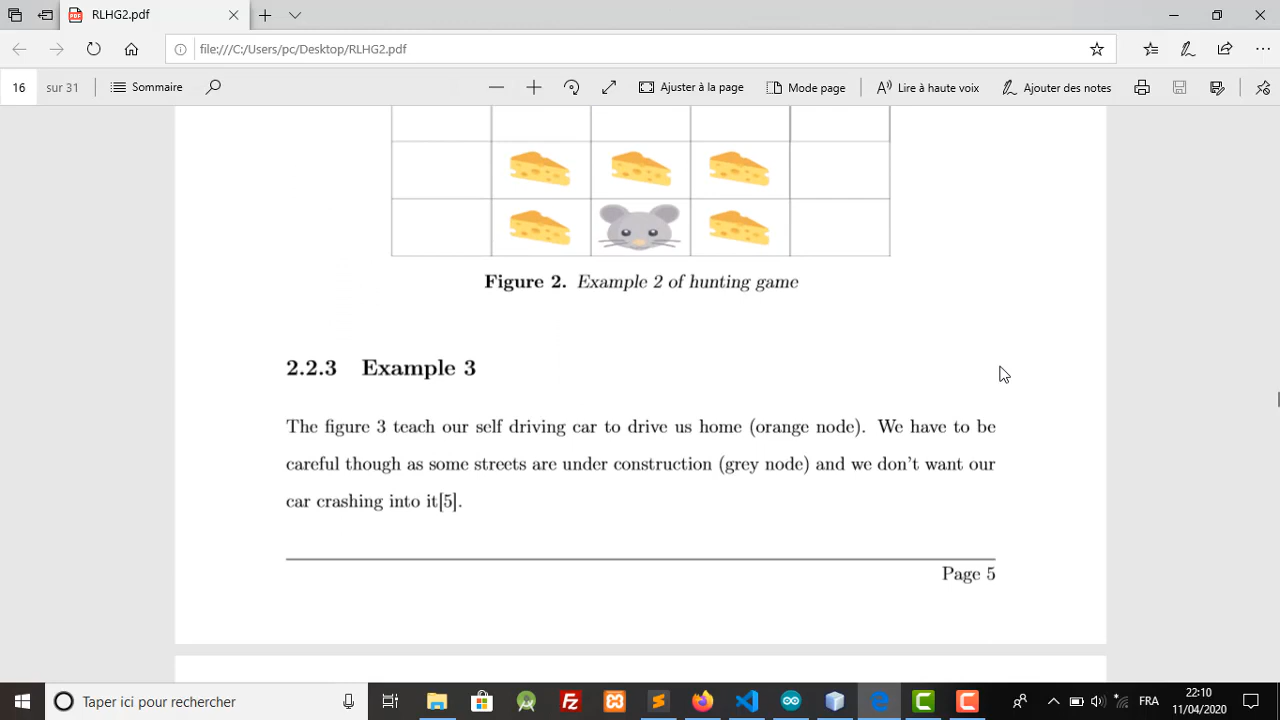 RLHG2.pdf
file:///C:/Users/pc/Desktop/RLHG2.pdf
16 sur 31 Sommaire Ajuster à la page Mode page Lire à haute voix Ajouter des notes
Figure 2. Example 2 of hunting game
2.2.3 Example 3
The figure 3 teach our self driving car to drive us home (orange node). We have to be
careful though as some streets are under construction (grey node) and we don't want our
car crashing into it[5].
Page 5
Taper ici pour rechercher
FRA
22:10
11/04/2020